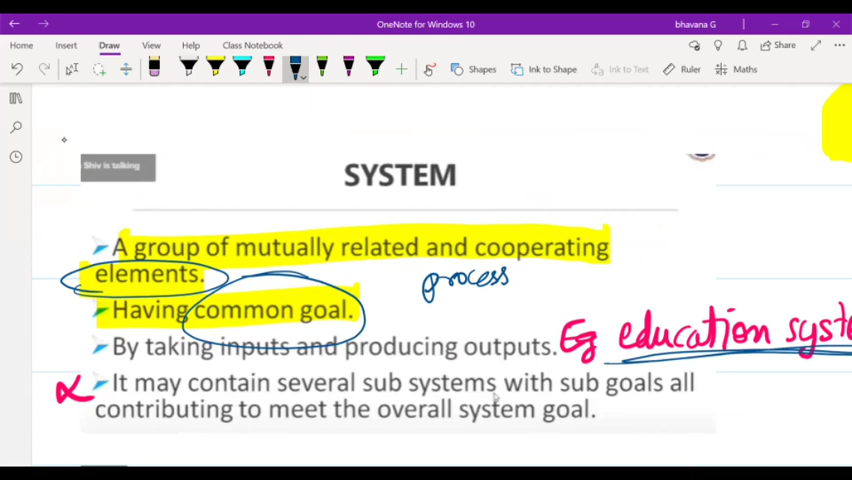 OneNote for Windows 10
bhavana G
Home Insert Draw View Help Class Notebook
Share
Shapes Ink to Shape Ink to Text Ruler Maths
Shiv is talking
SYSTEM
A group of mutually related and cooperating
elements.
process
Having common goal.
By taking inputs and producing outputs.
Eg education syste
It may contain several sub systems with sub goals all
contributing to meet the overall system goal.